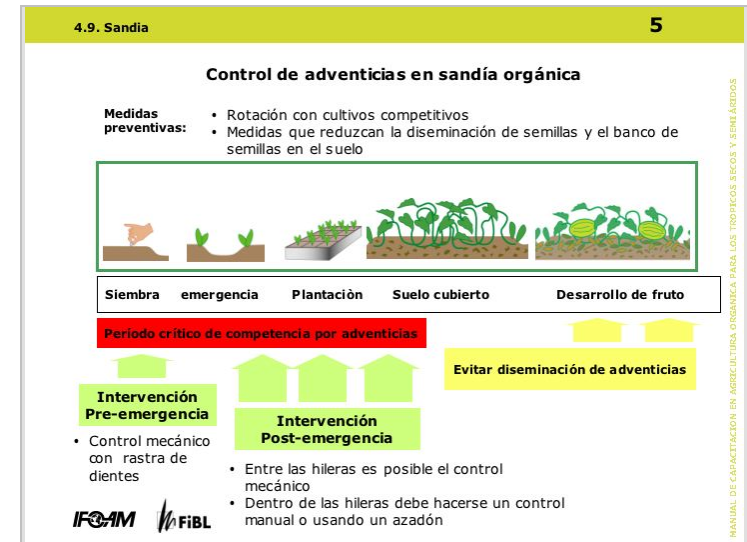 4.9. Sandia
5
Control de adventicias en sandía orgánica
Medidas
preventivas:
• Rotación con cultivos competitivos
• Medidas que reduzcan la diseminación de semillas y el banco de
semillas en el suelo
Siembra emergencia Plantaciòn Suelo cubierto Desarrollo de fruto
Período crítico de competencia por adventicias
Evitar diseminación de adventicias
Intervención
Pre-emergencia
• Control mecánico
con rastra de
dientes
Intervención
Post-emergencia
• Entre las hileras es posible el control
mecánico
• Dentro de las hileras debe hacerse un control
manual o usando un azadón
IFOAM
FiBL
MANUAL DE CAPACITACIÓN EN AGRICULTURA ORGANICA PARA LOS TROPICOS SECOS Y SEMI ÁRIDOS